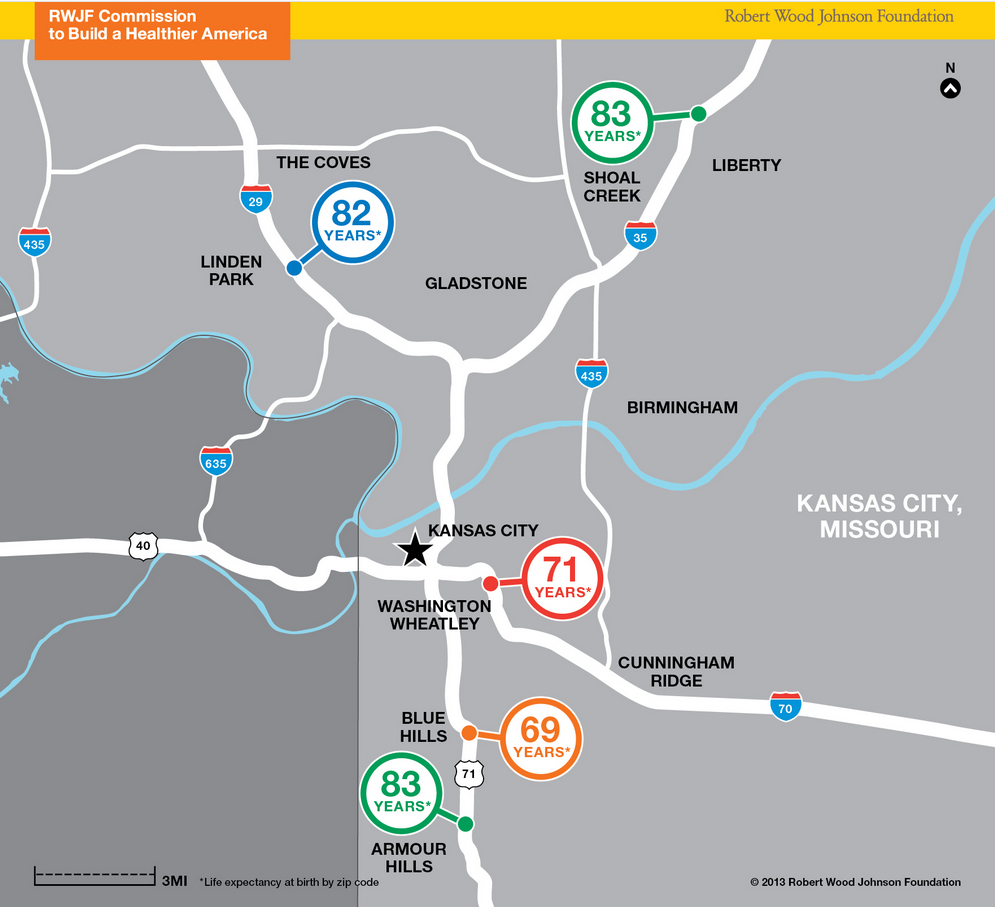 RWJF Commission
to Build a Healthier America
Robert Wood Johnson Foundation
N
83
YEARS*
SHOAL
CREEK
LIBERTY
THE COVES
29
82
YEARS*
435
35
LINDEN
PARK
GLADSTONE
435
BIRMINGHAM
635
KANSAS CITY,
MISSOURI
KANSAS CITY
40
71
YEARS*
WASHINGTON
WHEATLEY
CUNNINGHAM
RIDGE
70
BLUE
HILLS
69
YEARS*
71
83
YEARS*
ARMOUR
HILLS
3MI
*Life expectancy at birth by zip code
© 2013 Robert Wood Johnson Foundation